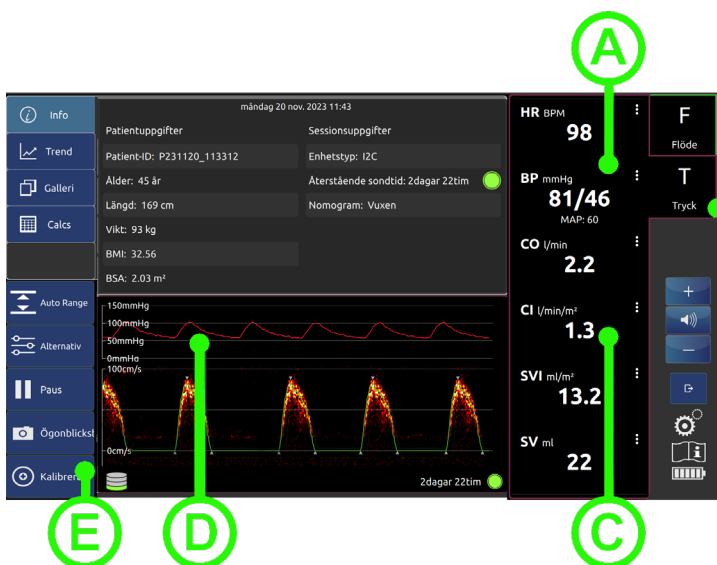 A
måndag 20 nov. 2023 11:43
Info
Trend
Galleri
Calcs
Patientuppgifter
Patient-ID: P231120_113312
Ålder: 45 år
Längd: 169 cm
Vikt: 93 kg
BMI: 32.56
BSA: 2.03 m²
Sessionsuppgifter
Enhetstyp: I2C
Återstående sondtid: 2dagar 22tim
Nomogram: Vuxen
HR BPM
98
BP mmHg
81/46
MAP: 60
CO l/min
2.2
CI l/min/m²
1.3
SVI ml/m²
13.2
SV ml
22
F
Flöde
T
Tryck
+
–
Auto Range
Alternativ
Paus
Ögonblicksl
Kalibrera
150mmHg
100mmHg
50mmHg
0mmHg
100cm/s
0cm/s
2dagar 22tim
E
D
C